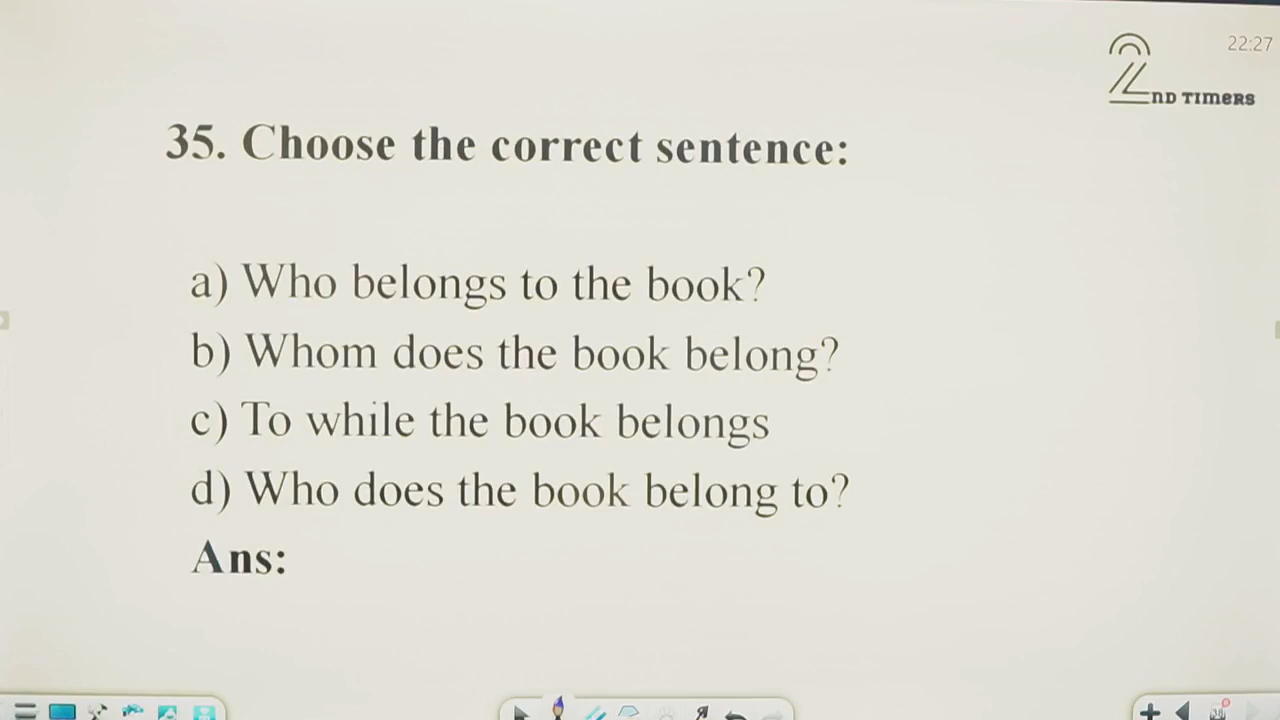 22:27
2ND TIMERS
35. Choose the correct sentence:
a) Who belongs to the book?
b) Whom does the book belong?
c) To while the book belongs
d) Who does the book belong to?
Ans: